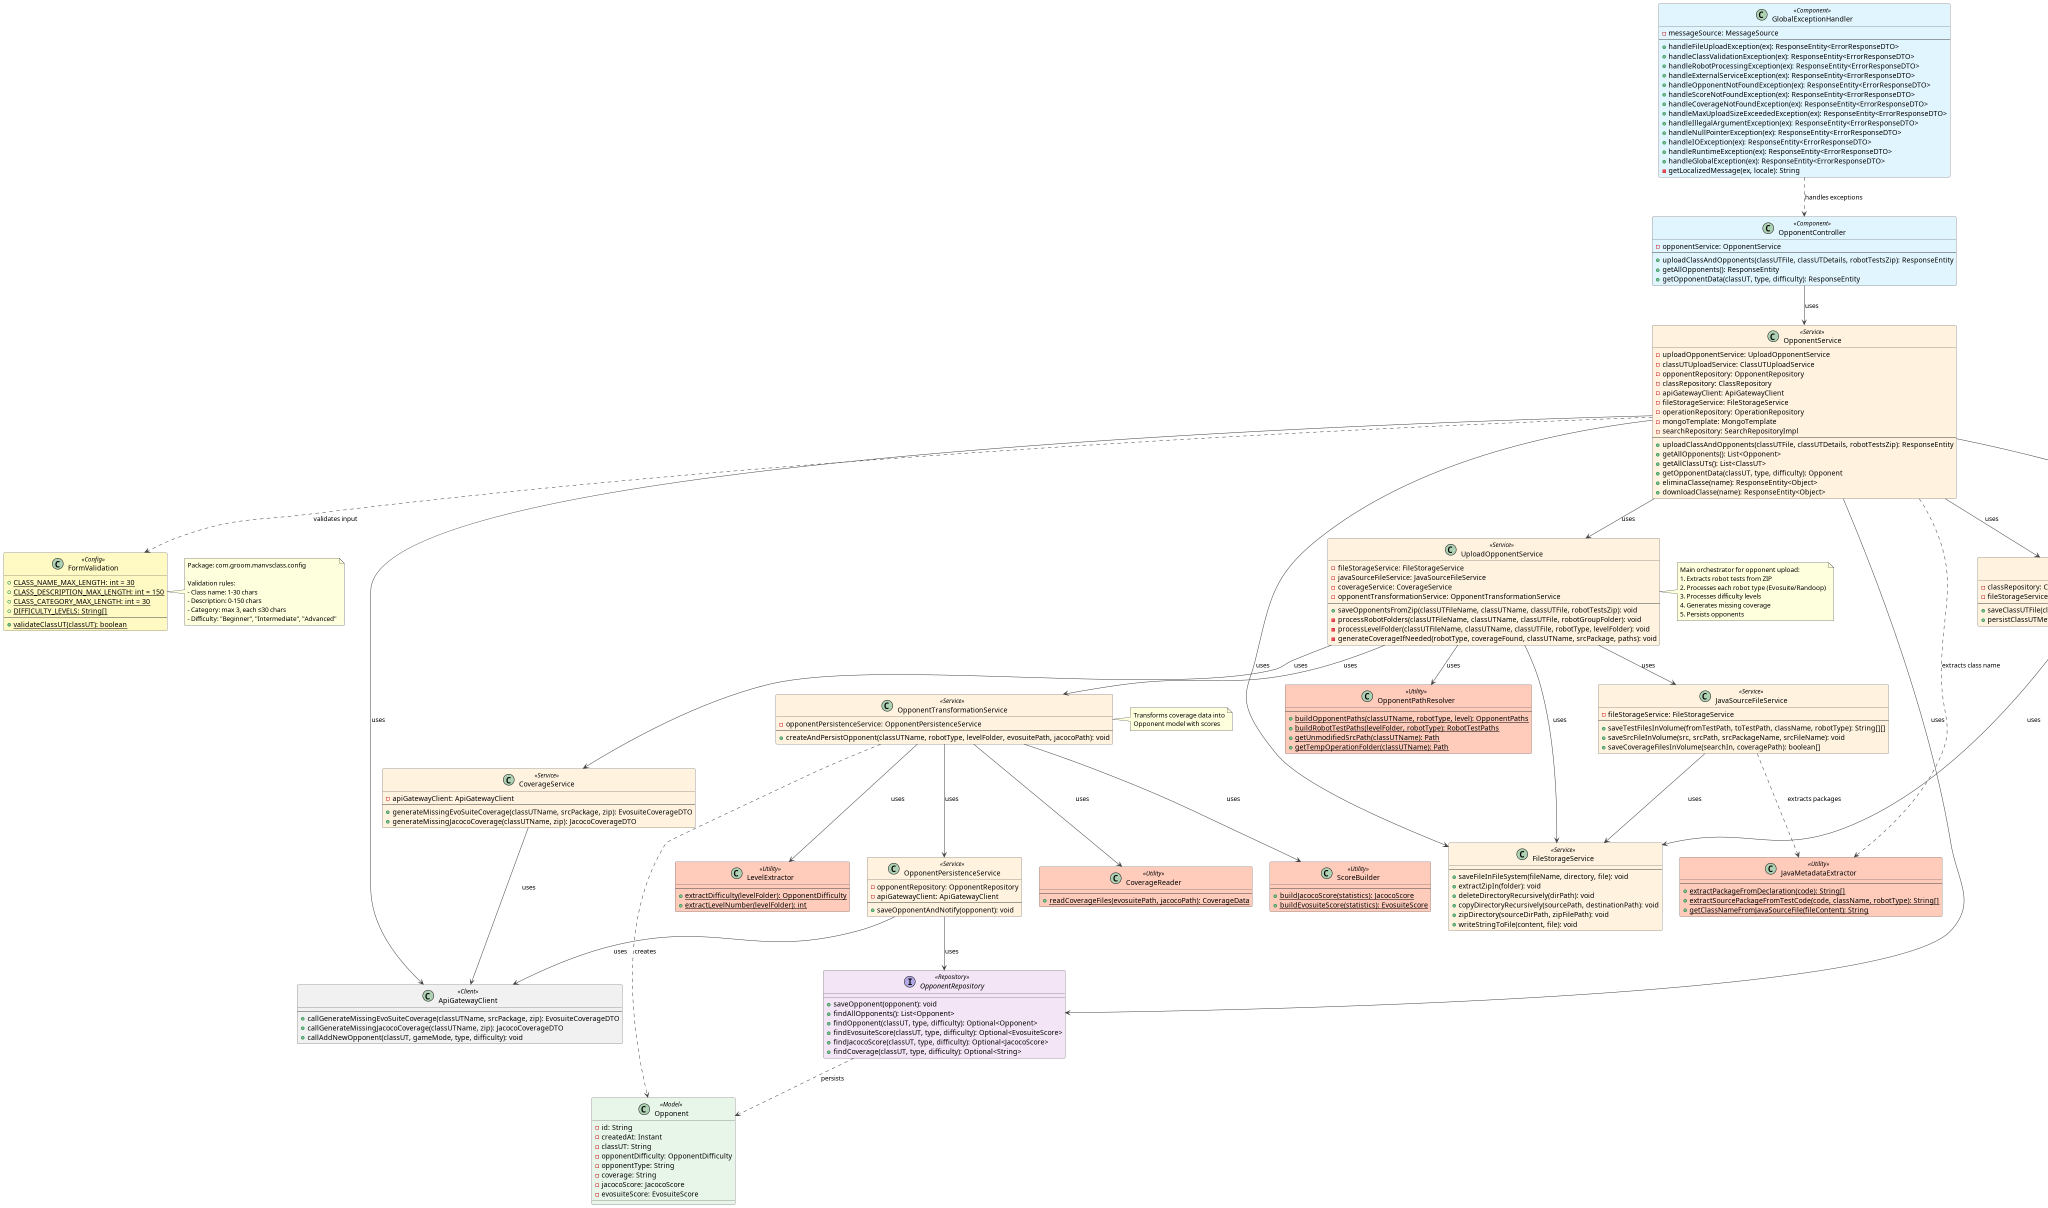 «Component»
C GlobalExceptionHandler
messageSource: MessageSource
handleFileUploadException(ex): ResponseEntity<ErrorResponseDTO>
handleClassValidationException(ex): ResponseEntity<ErrorResponseDTO>
handleRobotProcessingException(ex): ResponseEntity<ErrorResponseDTO>
handleExternalServiceException(ex): ResponseEntity<ErrorResponseDTO>
handleOpponentNotFoundException(ex): ResponseEntity<ErrorResponseDTO>
handleScoreNotFoundException(ex): ResponseEntity<ErrorResponseDTO>
handleCoverageNotFoundException(ex): ResponseEntity<ErrorResponseDTO>
handleMaxUploadSizeExceededException(ex): ResponseEntity<ErrorResponseDTO>
handleIllegalArgumentException(ex): ResponseEntity<ErrorResponseDTO>
handleNullPointerException(ex): ResponseEntity<ErrorResponseDTO>
handleIOException(ex): ResponseEntity<ErrorResponseDTO>
handleRuntimeException(ex): ResponseEntity<ErrorResponseDTO>
handleGlobalException(ex): ResponseEntity<ErrorResponseDTO>
getLocalizedMessage(ex, locale): String
handles exceptions
«Component»
C OpponentController
opponentService: OpponentService
uploadClassAndOpponents(classUTFile, classUTDetails, robotTestsZip): ResponseEntity
getAllOpponents(): ResponseEntity
getOpponentData(classUT, type, difficulty): ResponseEntity
uses
«Service»
C OpponentService
uploadOpponentService: UploadOpponentService
classUTUploadService: ClassUTUploadService
opponentRepository: OpponentRepository
classRepository: ClassRepository
apiGatewayClient: ApiGatewayClient
fileStorageService: FileStorageService
operationRepository: OperationRepository
mongoTemplate: MongoTemplate
searchRepository: SearchRepositoryImpl
uploadClassAndOpponents(classUTFile, classUTDetails, robotTestsZip): ResponseEntity
getAllOpponents(): List<Opponent>
getAllClassUTs(): List<ClassUT>
getOpponentData(classUT, type, difficulty): Opponent
eliminaClasse(name): ResponseEntity<Object>
downloadClasse(name): ResponseEntity<Object>
validates input
uses
uses
«Config»
C FormValidation
CLASS_NAME_MAX_LENGTH: int = 30
CLASS_DESCRIPTION_MAX_LENGTH: int = 150
CLASS_CATEGORY_MAX_LENGTH: int = 30
DIFFICULTY_LEVELS: String[]
validateClassUT(classUT): boolean
Package: com.groom.manvsclass.config
Validation rules:
- Class name: 1-30 chars
- Description: 0-150 chars
- Category: max 3, each ≤30 chars
- Difficulty: "Beginner", "Intermediate", "Advanced"
«Service»
C UploadOpponentService
fileStorageService: FileStorageService
javaSourceFileService: JavaSourceFileService
coverageService: CoverageService
opponentTransformationService: OpponentTransformationService
saveOpponentsFromZip(classUTFileName, classUTName, classUTFile, robotTestsZip): void
processRobotFolders(classUTFileName, classUTName, classUTFile, robotGroupFolder): void
processLevelFolder(classUTFileName, classUTName, classUTFile, robotType, levelFolder): void
generateCoverageIfNeeded(robotType, coverageFound, classUTName, srcPackage, paths): void
Main orchestrator for opponent upload:
1. Extracts robot tests from ZIP
2. Processes each robot type (Evosuite/Randoop)
3. Processes difficulty levels
4. Generates missing coverage
5. Persists opponents
classRepository: C
fileStorageService
saveClassUTFile(cl
persistClassUTMe
uses
uses
uses
uses
uses
extracts class name
«Service»
C OpponentTransformationService
opponentPersistenceService: OpponentPersistenceService
createAndPersistOpponent(classUTName, robotType, levelFolder, evosuitePath, jacocoPath): void
Transforms coverage data into
Opponent model with scores
«Utility»
C OpponentPathResolver
buildOpponentPaths(classUTName, robotType, level): OpponentPaths
buildRobotTestPaths(levelFolder, robotType): RobotTestPaths
getUnmodifiedSrcPath(classUTName): Path
getTempOperationFolder(classUTName): Path
«Service»
C JavaSourceFileService
fileStorageService: FileStorageService
saveTestFilesInVolume(fromTestPath, toTestPath, className, robotType): String[][]
saveSrcFileInVolume(src, srcPath, srcPackageName, srcFileName): void
saveCoverageFilesInVolume(searchIn, coveragePath): boolean[]
uses
uses
uses
uses
«Service»
C CoverageService
apiGatewayClient: ApiGatewayClient
generateMissingEvoSuiteCoverage(classUTName, srcPackage, zip): EvosuiteCoverageDTO
generateMissingJacocoCoverage(classUTName, zip): JacocoCoverageDTO
uses
uses
uses
uses
uses
extracts packages
«Utility»
C LevelExtractor
extractDifficulty(levelFolder): OpponentDifficulty
extractLevelNumber(levelFolder): int
«Service»
C OpponentPersistenceService
opponentRepository: OpponentRepository
apiGatewayClient: ApiGatewayClient
saveOpponentAndNotify(opponent): void
«Utility»
C CoverageReader
readCoverageFiles(evosuitePath, jacocoPath): CoverageData
«Utility»
C ScoreBuilder
buildJacocoScore(statistics): JacocoScore
buildEvosuiteScore(statistics): EvosuiteScore
«Service»
C FileStorageService
saveFileInFileSystem(fileName, directory, file): void
extractZipIn(folder): void
deleteDirectoryRecursively(dirPath): void
copyDirectoryRecursively(sourcePath, destinationPath): void
zipDirectory(sourceDirPath, zipFilePath): void
writeStringToFile(content, file): void
«Utility»
C JavaMetadataExtractor
extractPackageFromDeclaration(code): String[]
extractSourcePackageFromTestCode(code, className, robotType): String[]
getClassNameFromJavaSourceFile(fileContent): String
uses
uses
creates
uses
«Client»
C ApiGatewayClient
callGenerateMissingEvoSuiteCoverage(classUTName, srcPackage, zip): EvosuiteCoverageDTO
callGenerateMissingJacocoCoverage(classUTName, zip): JacocoCoverageDTO
callAddNewOpponent(classUT, gameMode, type, difficulty): void
«Repository»
I OpponentRepository
saveOpponent(opponent): void
findAllOpponents(): List<Opponent>
findOpponent(classUT, type, difficulty): Optional<Opponent>
findEvosuiteScore(classUT, type, difficulty): Optional<EvosuiteScore>
findJacocoScore(classUT, type, difficulty): Optional<JacocoScore>
findCoverage(classUT, type, difficulty): Optional<String>
persists
«Model»
C Opponent
id: String
createdAt: Instant
classUT: String
opponentDifficulty: OpponentDifficulty
opponentType: String
coverage: String
jacocoScore: JacocoScore
evosuiteScore: EvosuiteScore